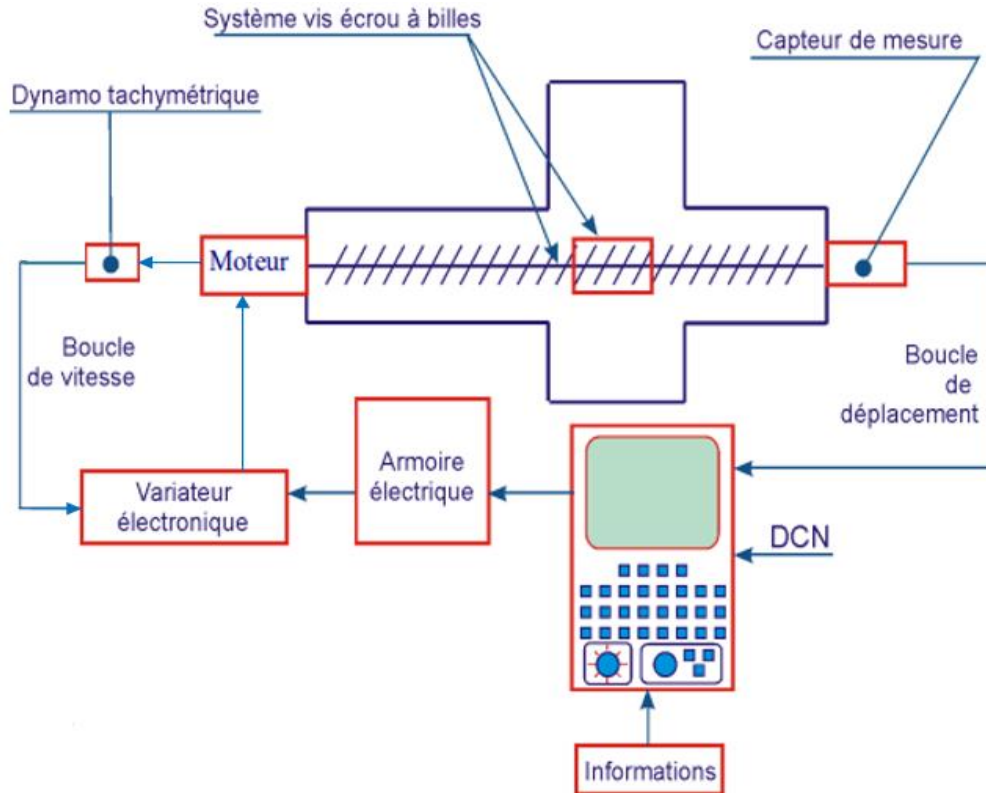 Système vis écrou à billes
Capteur de mesure
Dynamo tachymétrique
Moteur
Boucle
de vitesse
Boucle
de
déplacement
Armoire
électrique
Variateur
électronique
DCN
Informations